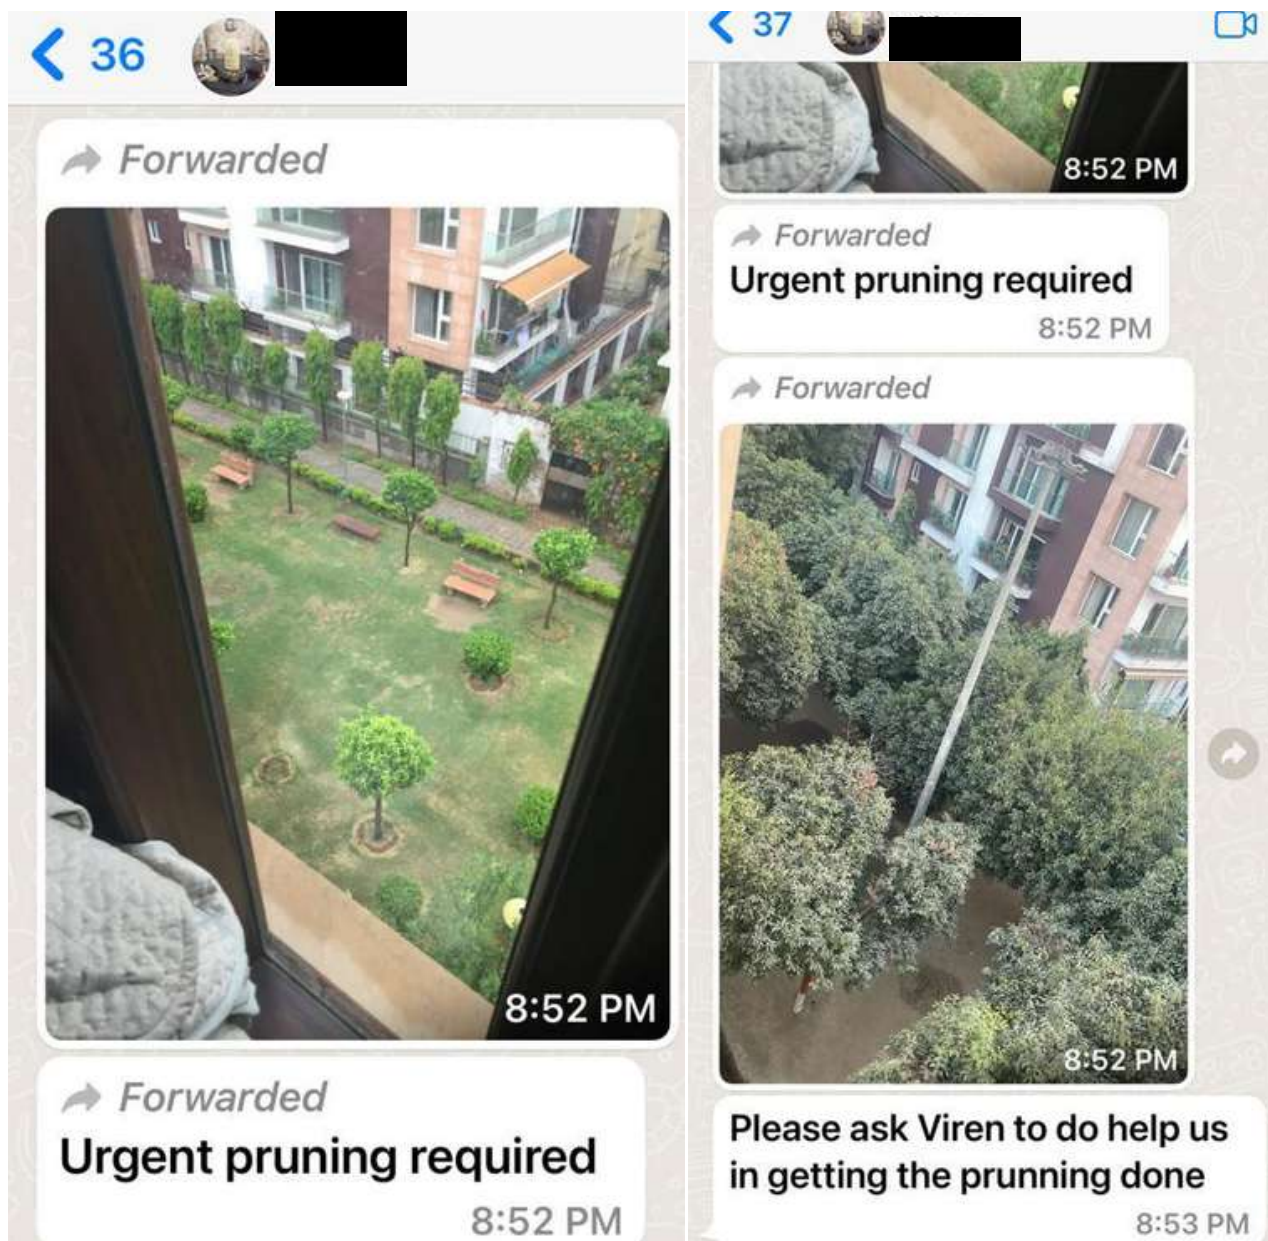 36
Forwarded
8:52 PM
Forwarded
Urgent pruning required
8:52 PM
37
8:52 PM
Forwarded
Urgent pruning required
8:52 PM
Forwarded
8:52 PM
Please ask Viren to do help us
in getting the prunning done
8:53 PM